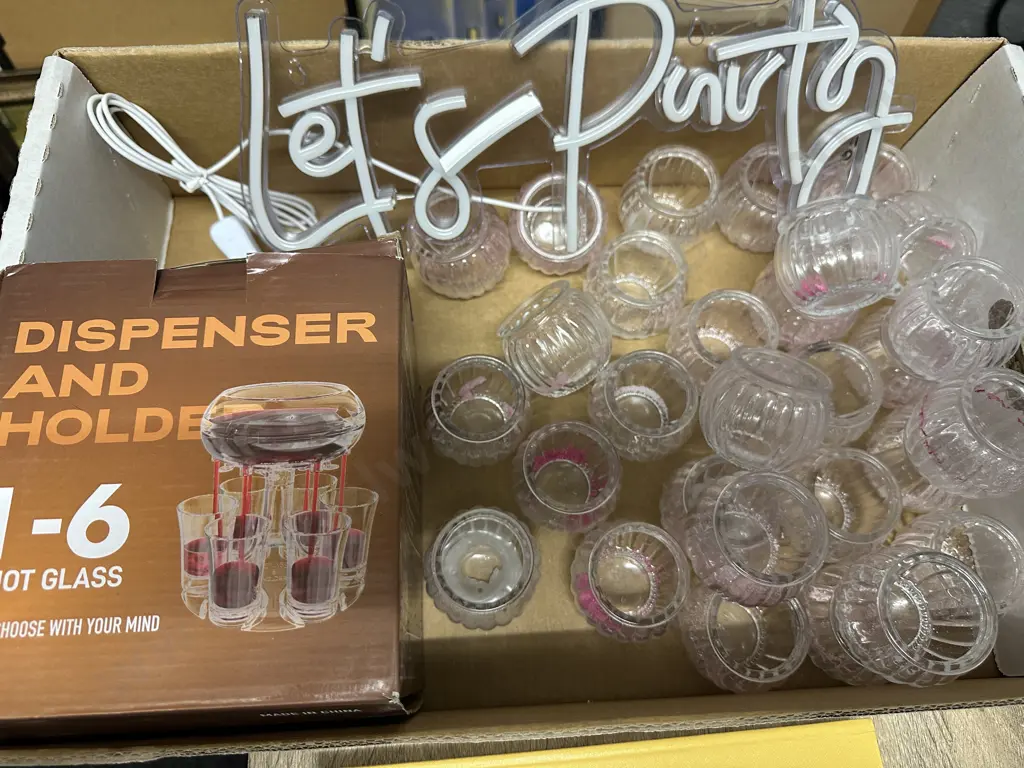 Let's Party
DISPENSER
AND
HOLDE
1-6
HOT GLASS
CHOOSE WITH YOUR MIND
MADE IN CHINA